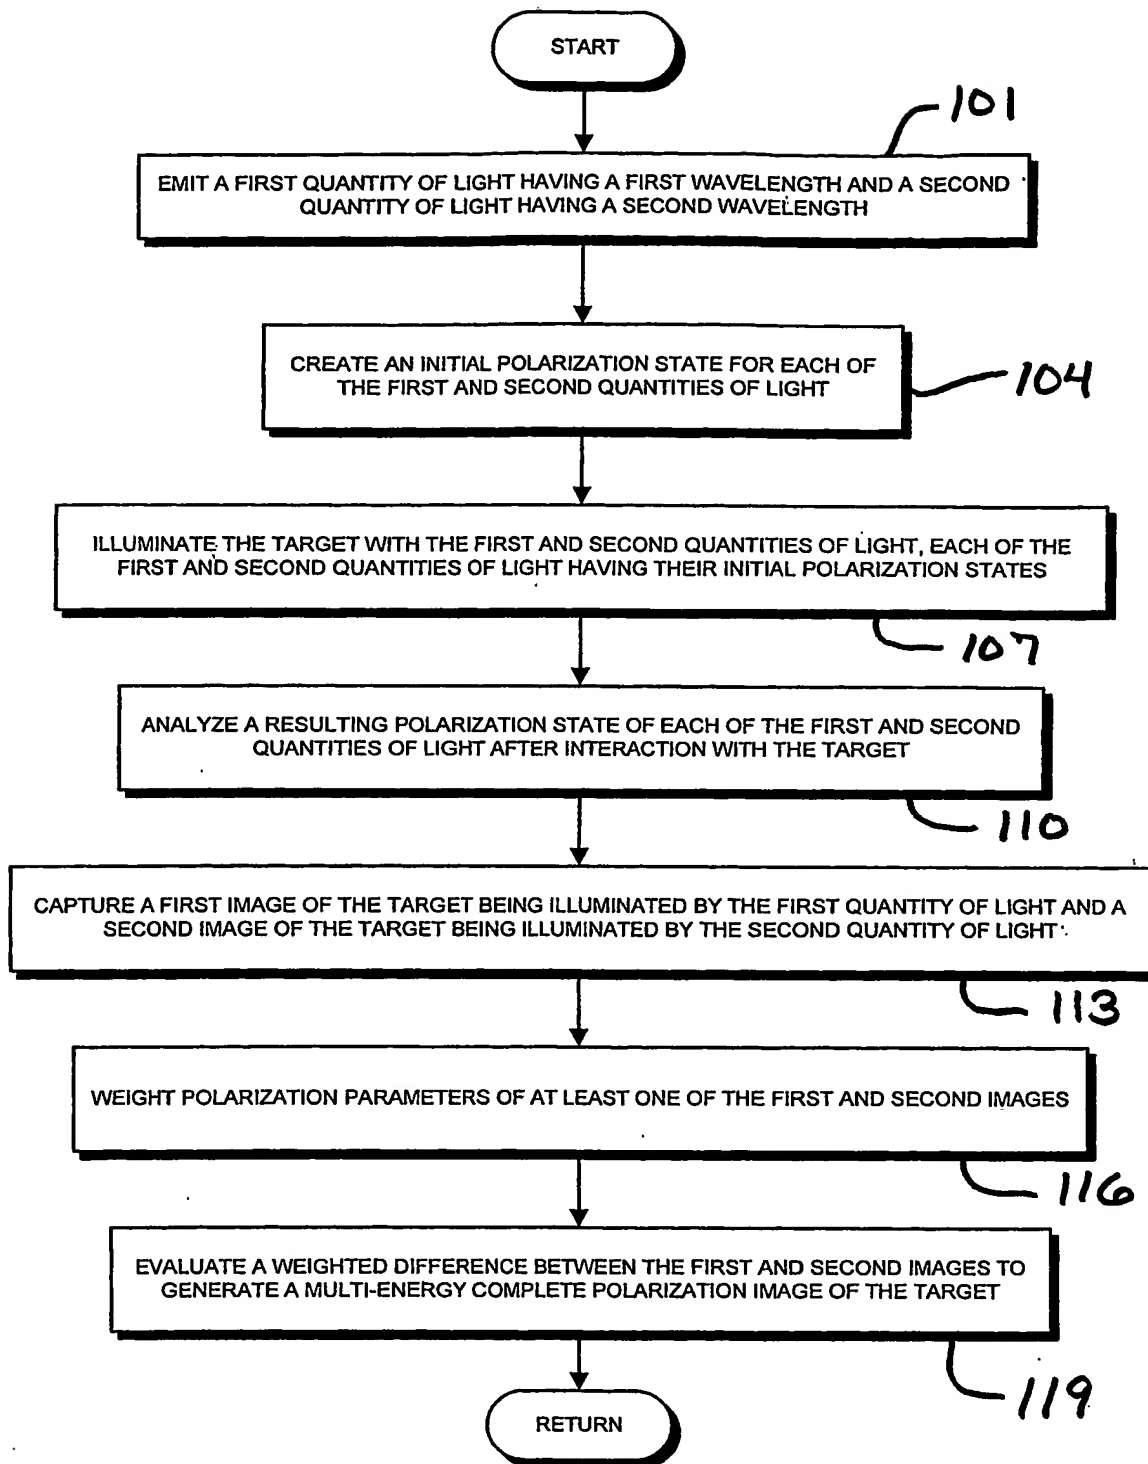 START
101
EMIT A FIRST QUANTITY OF LIGHT HAVING A FIRST WAVELENGTH AND A SECOND
QUANTITY OF LIGHT HAVING A SECOND WAVELENGTH
CREATE AN INITIAL POLARIZATION STATE FOR EACH OF
THE FIRST AND SECOND QUANTITIES OF LIGHT
104
ILLUMINATE THE TARGET WITH THE FIRST AND SECOND QUANTITIES OF LIGHT, EACH OF THE
FIRST AND SECOND QUANTITIES OF LIGHT HAVING THEIR INITIAL POLARIZATION STATES
107
ANALYZE A RESULTING POLARIZATION STATE OF EACH OF THE FIRST AND SECOND
QUANTITIES OF LIGHT AFTER INTERACTION WITH THE TARGET
110
CAPTURE A FIRST IMAGE OF THE TARGET BEING ILLUMINATED BY THE FIRST QUANTITY OF LIGHT AND A
SECOND IMAGE OF THE TARGET BEING ILLUMINATED BY THE SECOND QUANTITY OF LIGHT
113
WEIGHT POLARIZATION PARAMETERS OF AT LEAST ONE OF THE FIRST AND SECOND IMAGES
116
EVALUATE A WEIGHTED DIFFERENCE BETWEEN THE FIRST AND SECOND IMAGES TO
GENERATE A MULTI-ENERGY COMPLETE POLARIZATION IMAGE OF THE TARGET
119
RETURN